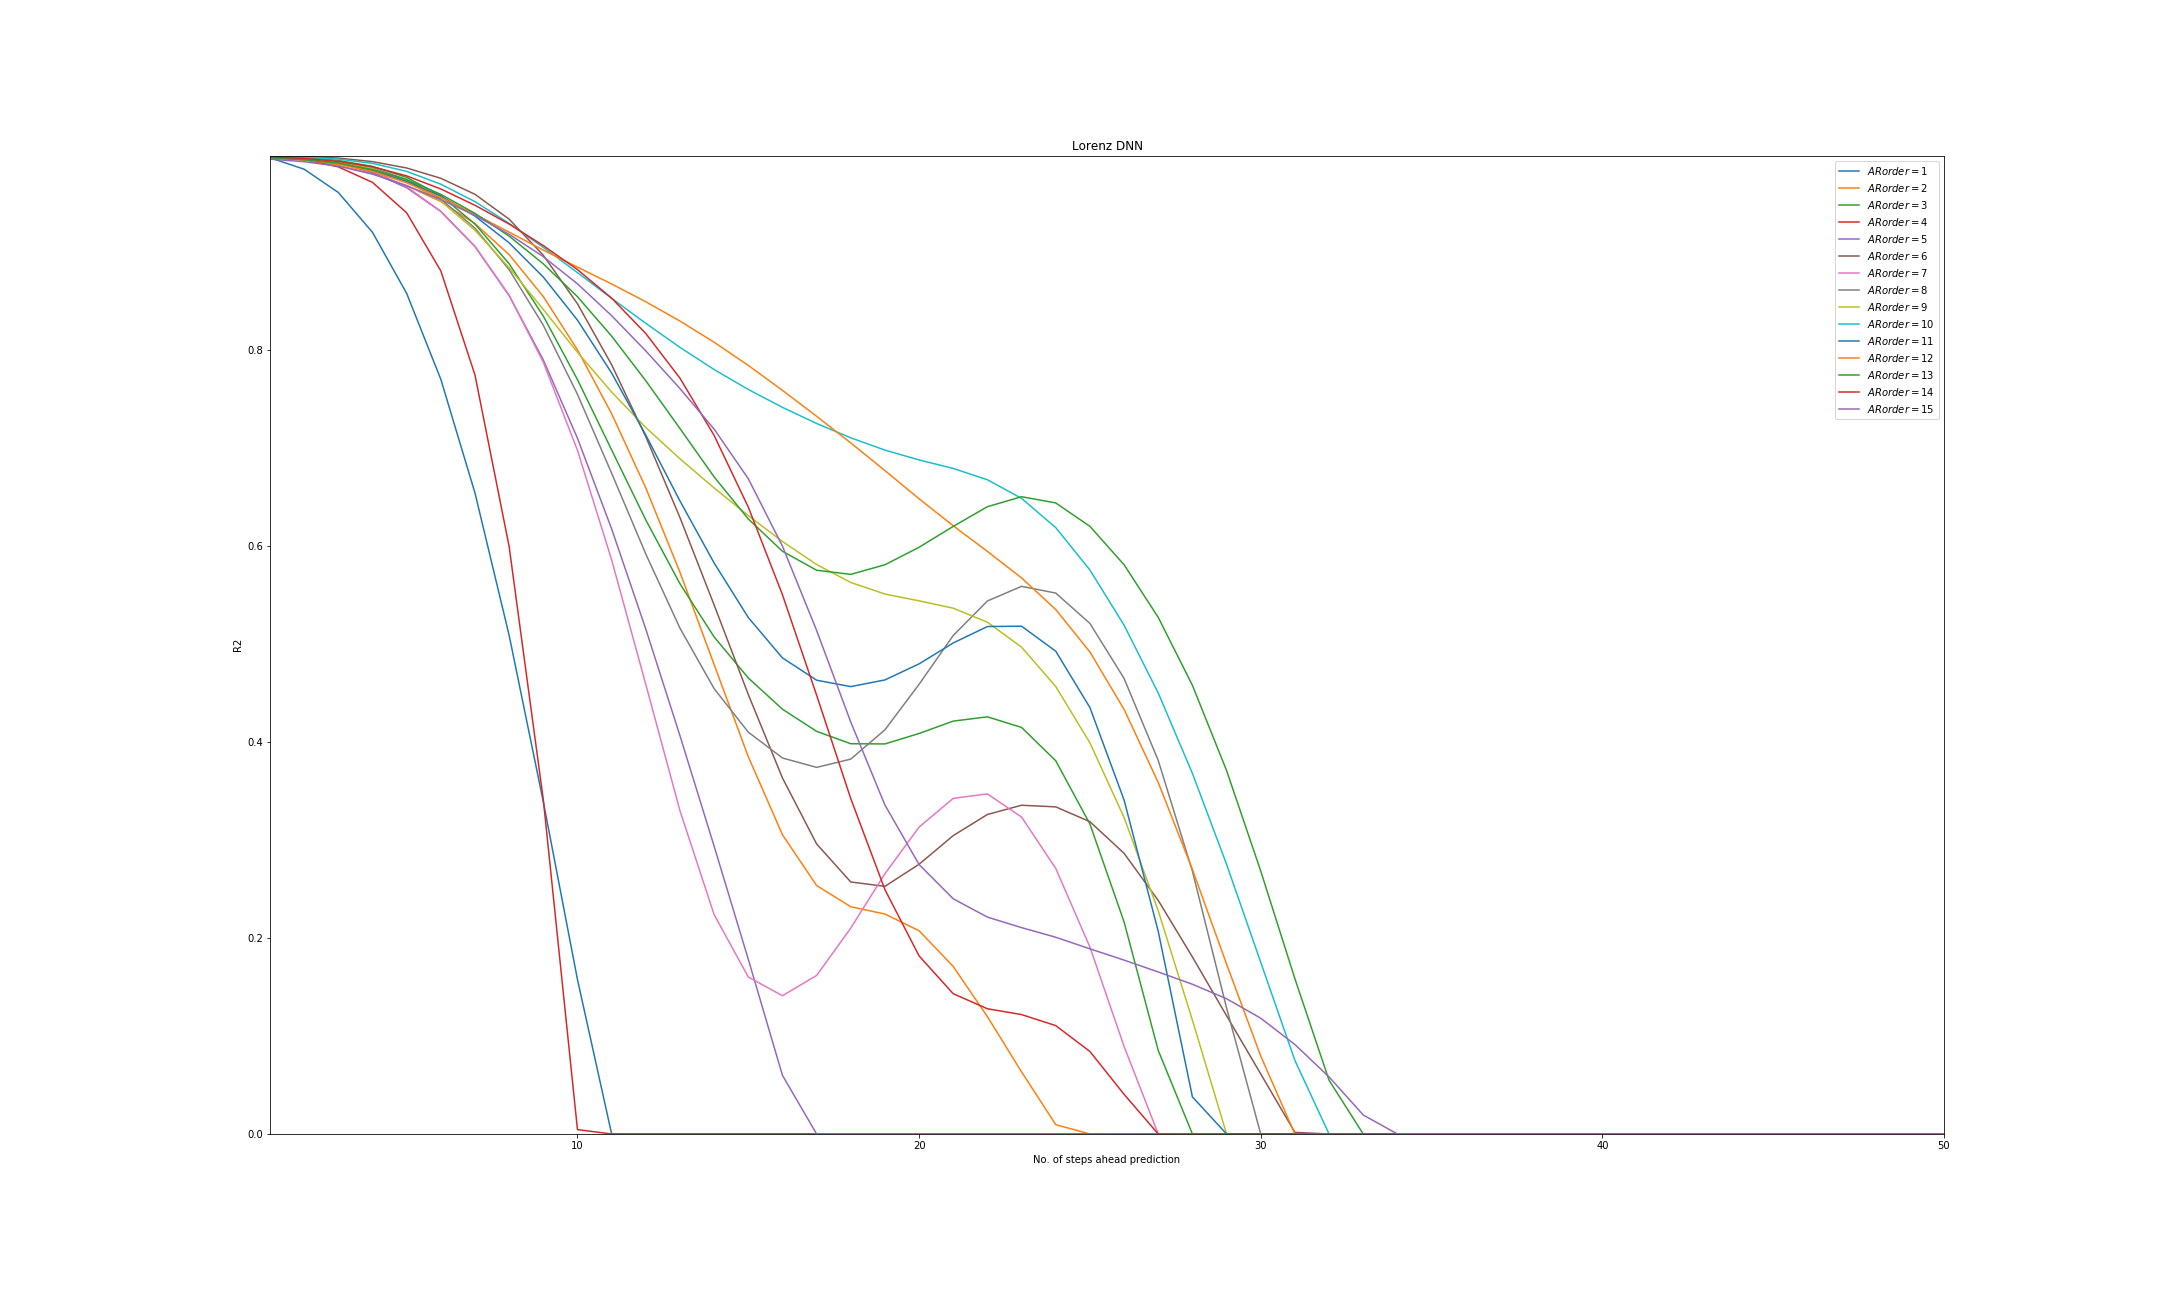 Lorenz DNN
ARorder = 1
ARorder = 2
ARorder = 3
ARorder = 4
ARorder = 5
ARorder = 6
ARorder = 7
ARorder = 8
ARorder = 9
ARorder = 10
ARorder = 11
ARorder = 12
ARorder = 13
ARorder = 14
ARorder = 15
0.8
0.6
R2
0.4
0.2
0.0
10 20 30 40 50
No. of steps ahead prediction